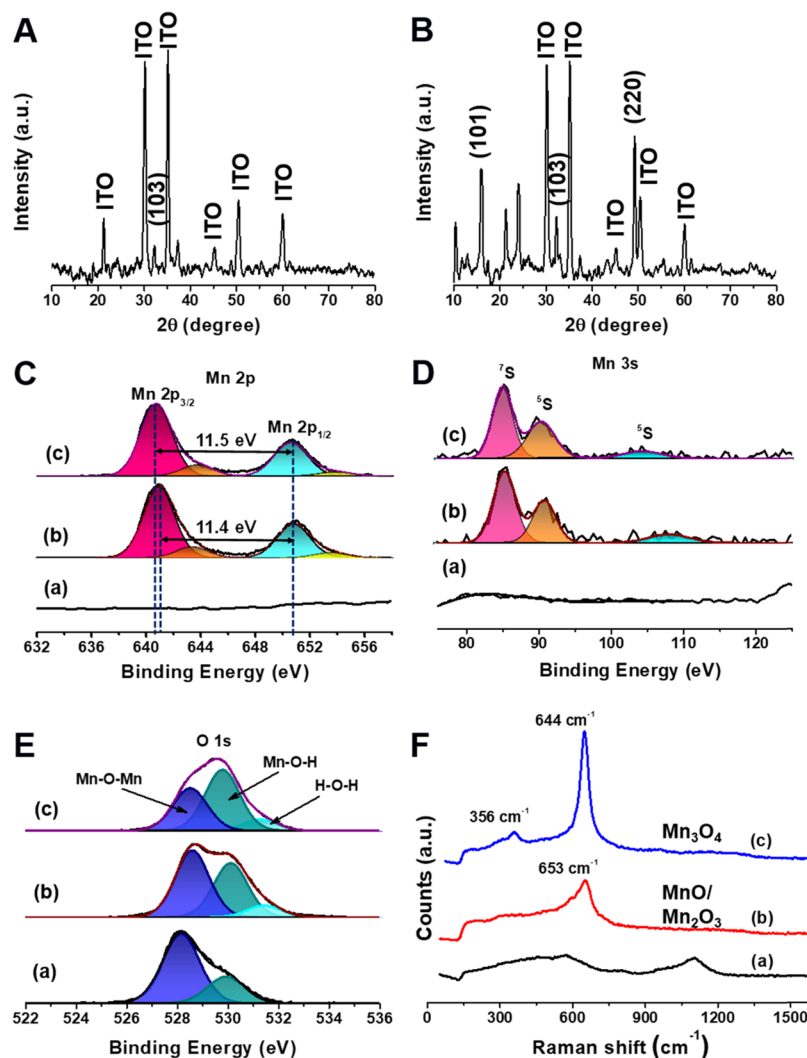 A
ITO
ITO
ITO
(103)
ITO
ITO
ITO
Intensity (a.u.)
10 20 30 40 50 60 70 80
2θ (degree)
B
ITO
ITO
(101)
(103)
(220)
ITO
ITO
ITO
Intensity (a.u.)
10 20 30 40 50 60 70 80
2θ (degree)
C
Mn 2p
Mn 2p3/2
Mn 2p1/2
(c)
11.5 eV
(b)
11.4 eV
(a)
632 636 640 644 648 652 656
Binding Energy (eV)
D
Mn 3s
⁷S
⁵S
⁵S
(c)
(b)
(a)
80 90 100 110 120
Binding Energy (eV)
E
O 1s
Mn-O-Mn
Mn-O-H
H-O-H
(c)
(b)
(a)
522 524 526 528 530 532 534 536
Binding Energy (eV)
644 cm⁻¹
F
356 cm⁻¹
Mn₃O₄
(c)
653 cm⁻¹
MnO/
Mn₂O₃
(b)
(a)
Counts (a.u.)
0 300 600 900 1200 1500
Raman shift (cm⁻¹)